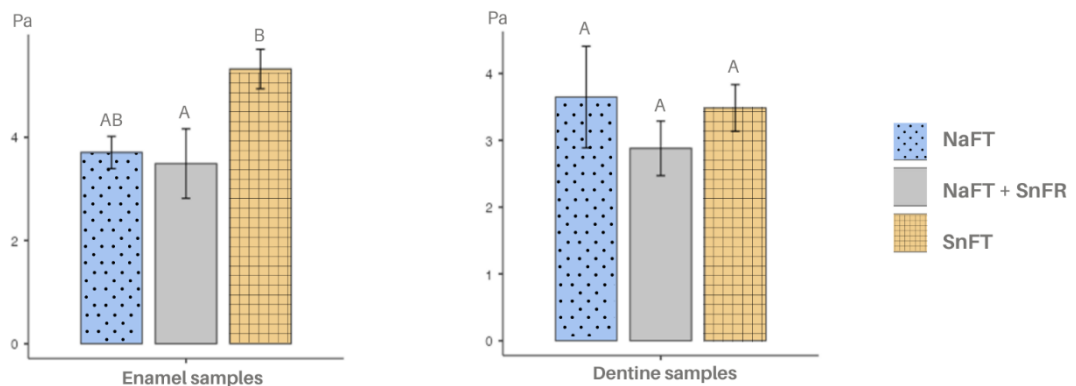 Pa
B
AB
A
4
2
0
Enamel samples
Pa
A
A
A
4
3
2
1
0
Dentine samples
NaFT
NaFT + SnFR
SnFT